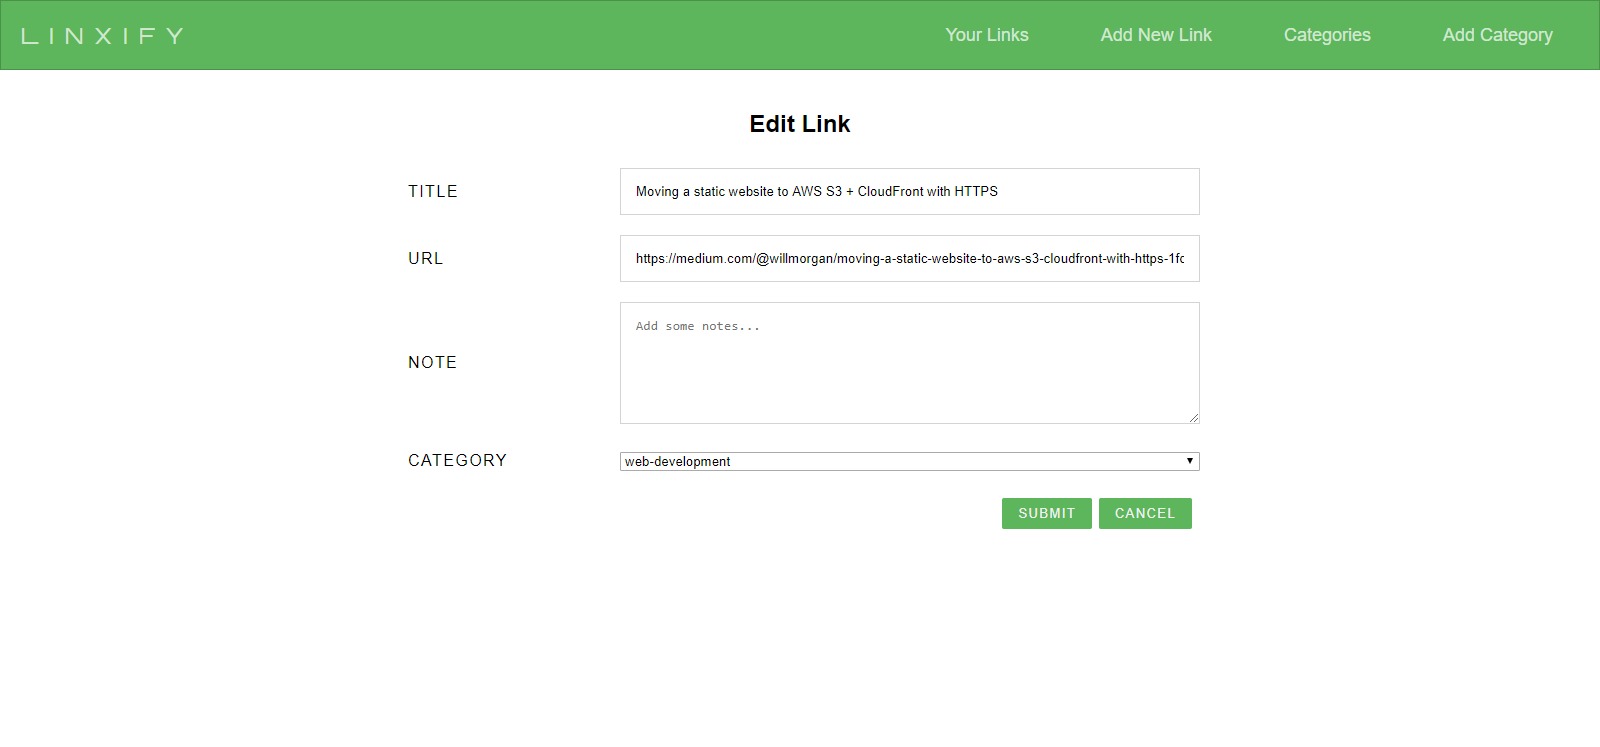 LINXIFY
Your Links
Add New Link
Categories
Add Category
Edit Link
TITLE
Moving a static website to AWS S3 + CloudFront with HTTPS
URL
https://medium.com/@willmorgan/moving-a-static-website-to-aws-s3-cloudfront-with-https-1fc
NOTE
Add some notes...
CATEGORY
web-development
SUBMIT
CANCEL